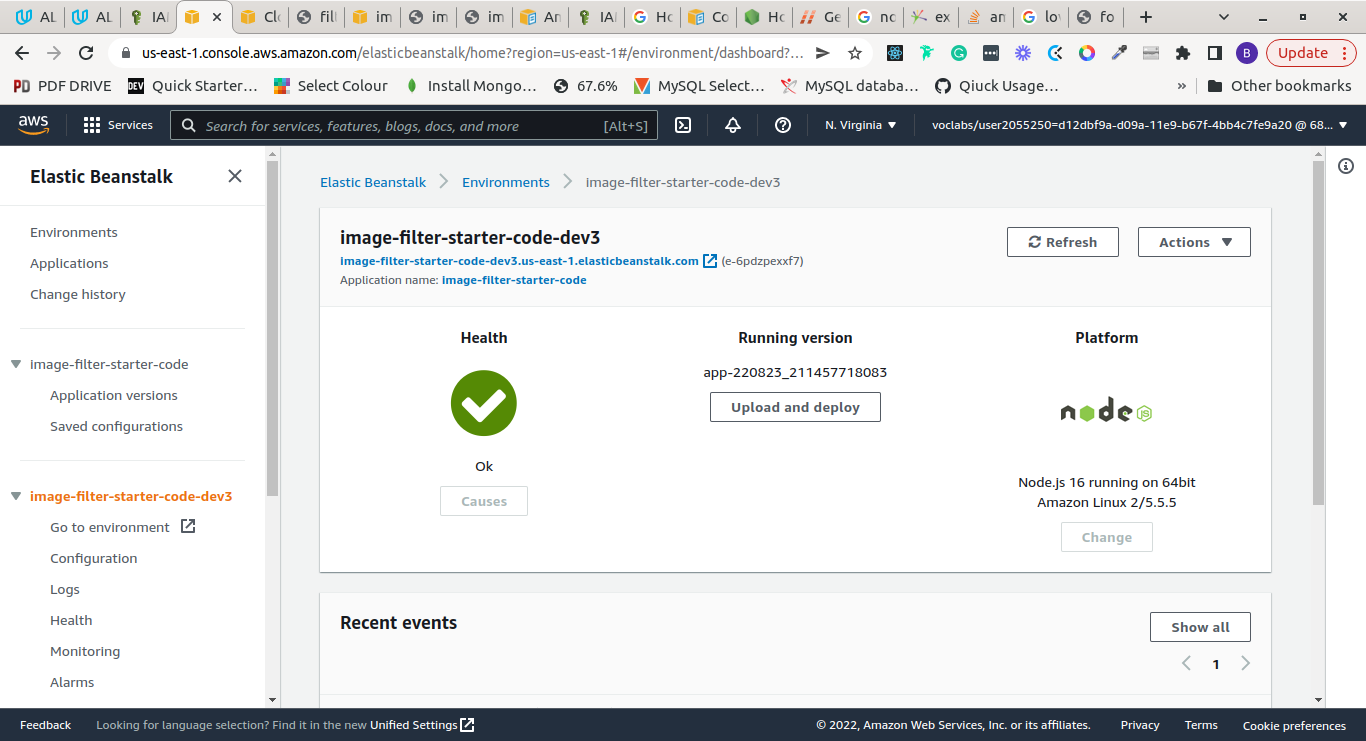 AL
AL
IAI
Cl
fil
im
im
im
im
An
IAI
Ho
Co
Ho
Ge
no
ex
an
lo
fo
us-east-1.console.aws.amazon.com/elasticbeanstalk/home?region=us-east-1#/environment/dashboard?...
B
Update
PDF DRIVE
DEV
Quick Starter...
Select Colour
Install Mongo...
67.6%
MySQL Select...
MySQL databa...
Qiuck Usage...
»
Other bookmarks
aws
Services
Search for services, features, blogs, docs, and more
[Alt+S]
N. Virginia
voclabs/user2055250=d12dbf9a-d09a-11e9-b67f-4bb4c7fe9a20 @ 68...
Elastic Beanstalk
Environments
Applications
Change history
image-filter-starter-code
Application versions
Saved configurations
image-filter-starter-code-dev3
Go to environment
Configuration
Logs
Health
Monitoring
Alarms
Elastic Beanstalk > Environments > image-filter-starter-code-dev3
image-filter-starter-code-dev3
image-filter-starter-code-dev3.us-east-1.elasticbeanstalk.com (e-6pdzpexxf7)
Application name: image-filter-starter-code
Refresh
Actions
Health
Ok
Causes
Running version
app-220823_211457718083
Upload and deploy
Platform
node JS
Node.js 16 running on 64bit
Amazon Linux 2/5.5.5
Change
Recent events
Show all
1
Feedback
Looking for language selection? Find it in the new Unified Settings
© 2022, Amazon Web Services, Inc. or its affiliates.
Privacy
Terms
Cookie preferences